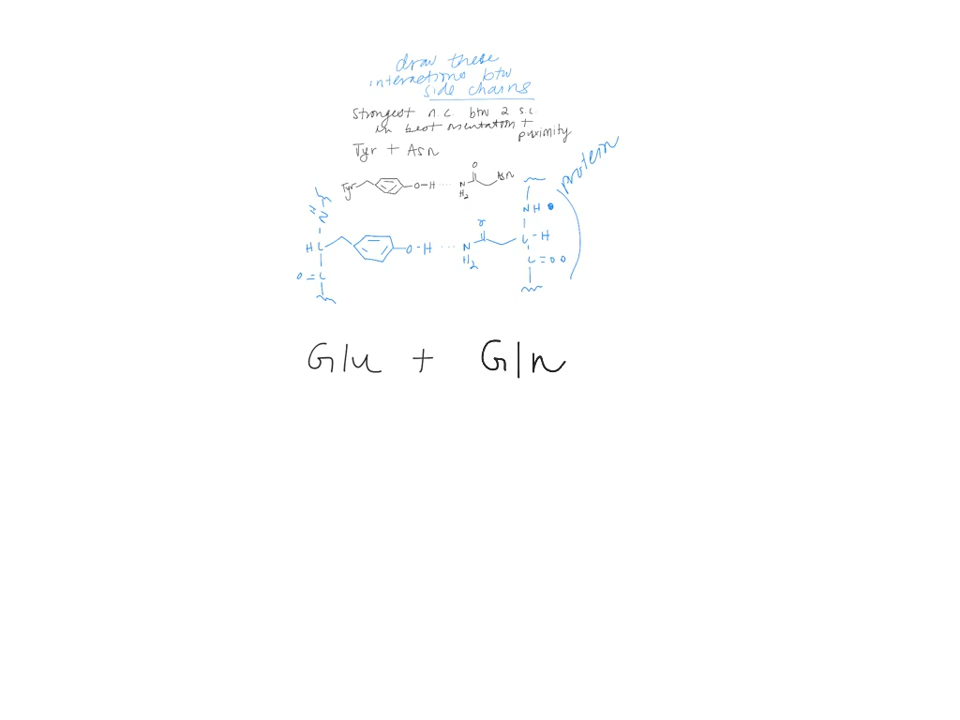 draw these
interactions btw
side chains
Strongest n.c. btw 2 s.c.
in best orientation +
proximity
Tyr + Asn
Tyr O-H N H2 O Asn
protein
NH
HC O-H N H2 C-H
O=C C=O
Glu + Gln